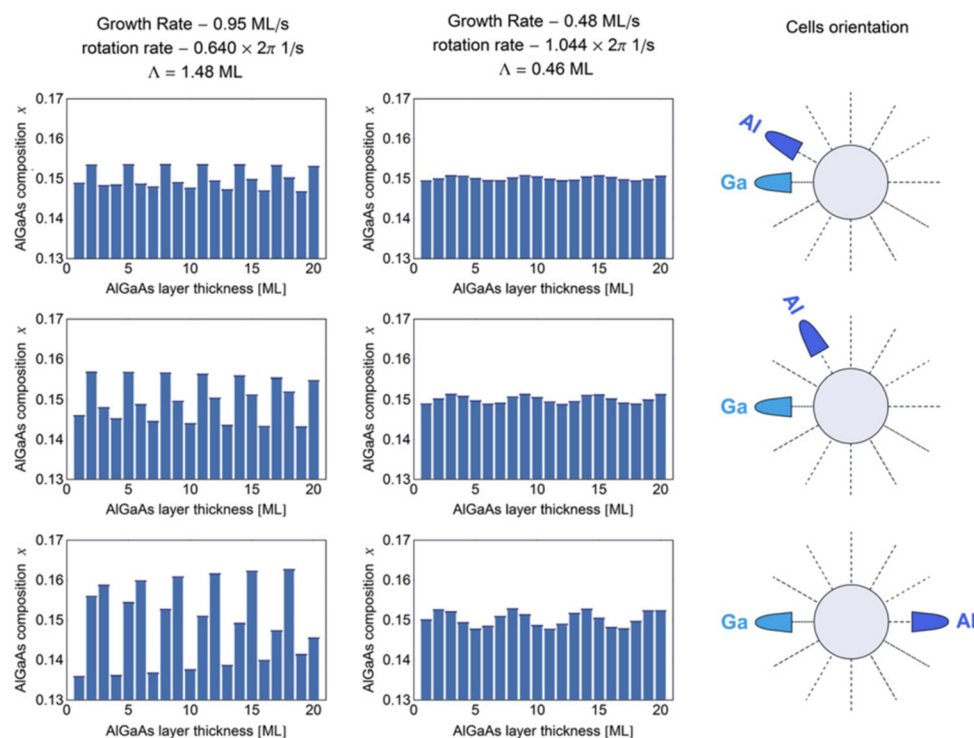 Growth Rate – 0.95 ML/s
rotation rate – 0.640 × 2π 1/s
Λ = 1.48 ML
Growth Rate – 0.48 ML/s
rotation rate – 1.044 × 2π 1/s
Λ = 0.46 ML
Cells orientation
AlGaAs composition x
0.17
0.16
0.15
0.14
0.13
0 5 10 15 20
AlGaAs layer thickness [ML]
AlGaAs composition x
0.17
0.16
0.15
0.14
0.13
0 5 10 15 20
AlGaAs layer thickness [ML]
Al
Ga
AlGaAs composition x
0.17
0.16
0.15
0.14
0.13
0 5 10 15 20
AlGaAs layer thickness [ML]
AlGaAs composition x
0.17
0.16
0.15
0.14
0.13
0 5 10 15 20
AlGaAs layer thickness [ML]
Al
Ga
AlGaAs composition x
0.17
0.16
0.15
0.14
0.13
0 5 10 15 20
AlGaAs layer thickness [ML]
AlGaAs composition x
0.17
0.16
0.15
0.14
0.13
0 5 10 15 20
AlGaAs layer thickness [ML]
Ga
Al